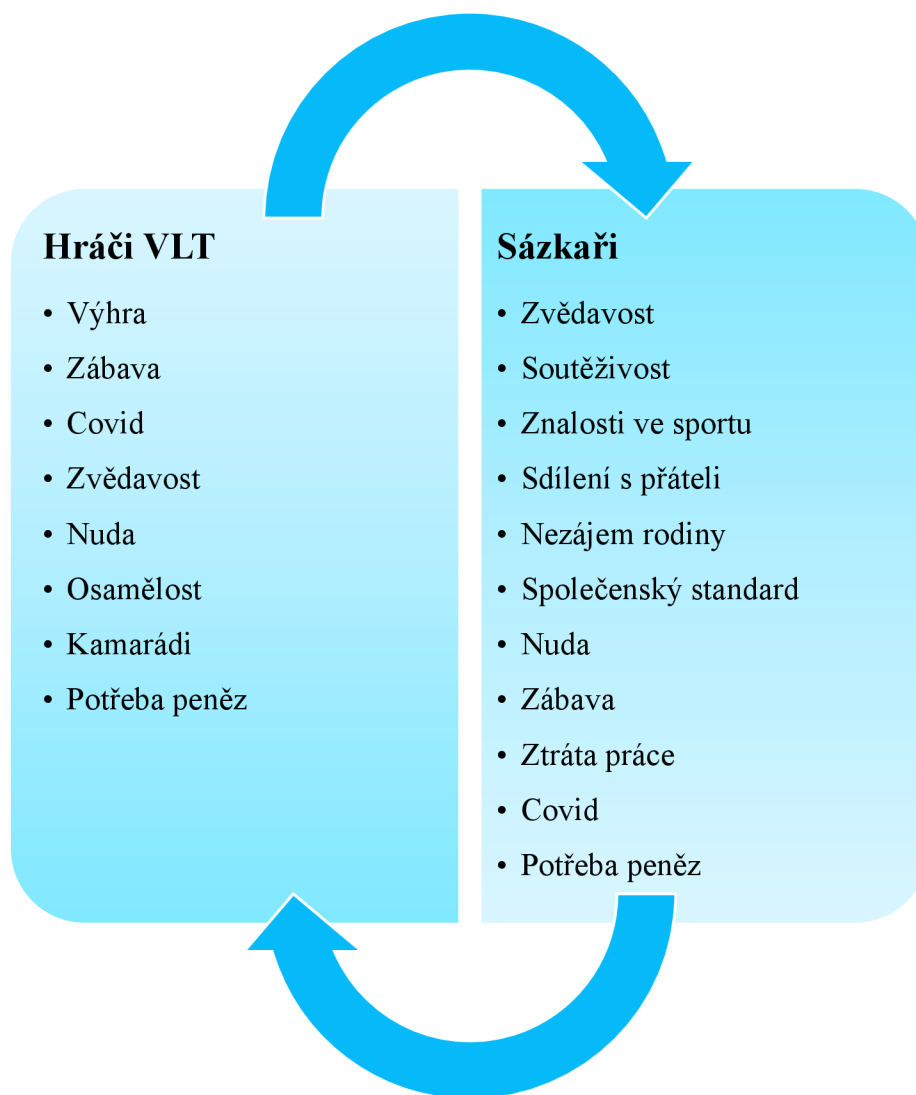 Hráči VLT
• Výhra
• Zábava
• Covid
• Zvědavost
• Nuda
• Osamělost
• Kamarádi
• Potřeba peněz
Sázkaři
• Zvědavost
• Soutěživost
• Znalosti ve sportu
• Sdílení s přáteli
• Nezájem rodiny
• Společenský standard
• Nuda
• Zábava
• Ztráta práce
• Covid
• Potřeba peněz